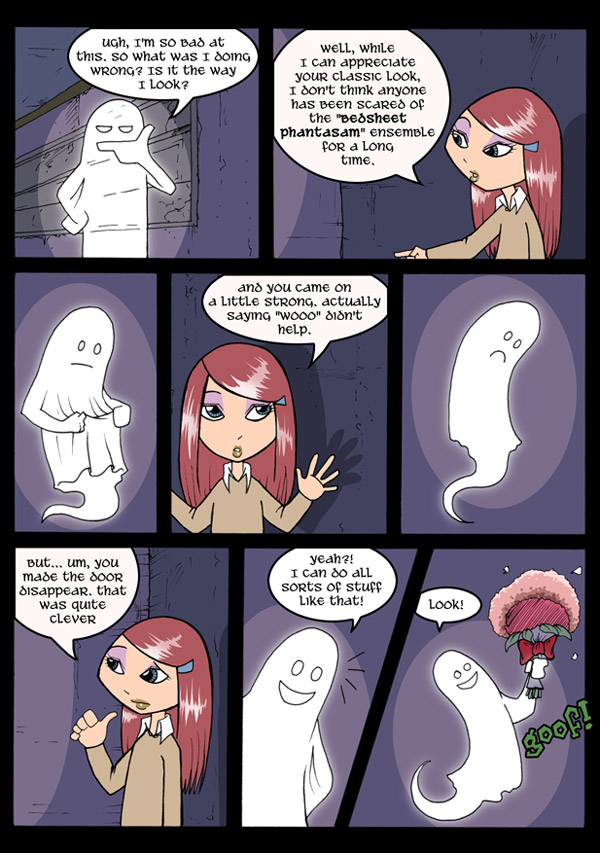 Ugh, I'm so bad at
this. So what was I doing
wrong? Is it the way
I look?
Well, while
I can appreciate
your classic look,
I don't think anyone
has been scared of
the "Bedsheet
phantasam" ensemble
for a long
time.
And you came on
a little strong. Actually
saying "wooo" didn't
help.
But... um, you
made the door
disappear. That
was quite
clever
Yeah?!
I can do all
sorts of stuff
like that!
Look!
goof!